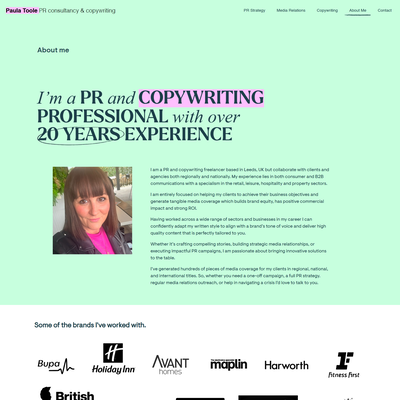 Paula Toole PR consultancy & copywriting
PR Strategy Media Relations Copywriting About Me Contact
About me
I'm a PR and COPYWRITING
PROFESSIONAL with over
20 YEARS EXPERIENCE
I am a PR and copywriting freelancer based in Leeds, UK but collaborate with clients and
agencies both regionally and nationally. My experience lies in both consumer and B2B
communications with a specialism in the retail, leisure, hospitality and property sectors.
I am entirely focused on helping my clients to achieve their business objectives and
generate tangible media coverage which builds brand equity, has positive commercial
impact and strong ROI.
Having worked across a wide range of sectors and businesses in my career I can
confidently adapt my written style to align with a brand's tone of voice and deliver high
quality content that is perfectly tailored to you.
Whether it's crafting compelling stories, building strategic media relationships, or
executing impactful PR campaigns, I am passionate about bringing innovative solutions
to the table.
I've generated hundreds of pieces of media coverage for my clients in regional, national,
and international titles. So, whether you need a one-off campaign, a full PR strategy,
regular media relations outreach, or help in navigating a crisis I'd love to talk to you.
Some of the brands I've worked with.
Bupa
Holiday Inn
AVANT
homes
maplin
Harworth
fitness first
British